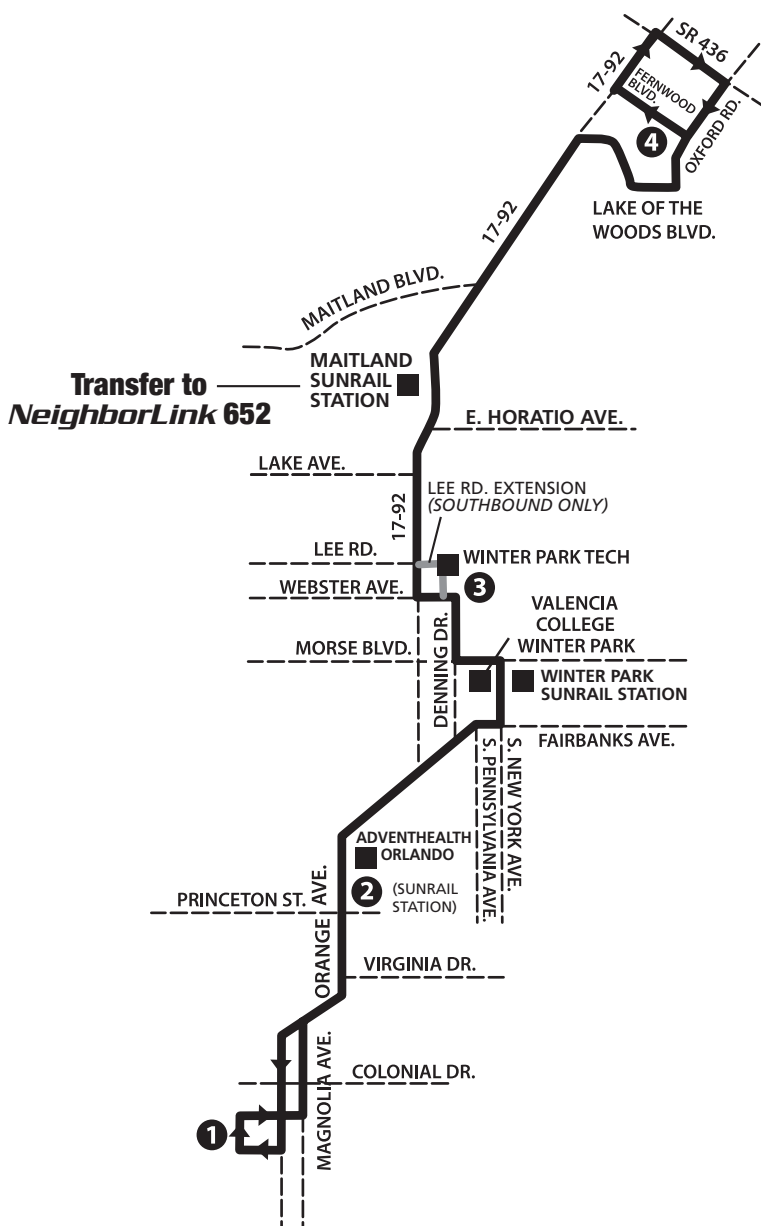 SR 436
17-92
FERNWOOD
BLVD.
OXFORD RD.
4
LAKE OF THE
WOODS BLVD.
17-92
MAITLAND BLVD.
MAITLAND
SUNRAIL
STATION
Transfer to
NeighborLink 652
E. HORATIO AVE.
LAKE AVE.
17-92
LEE RD. EXTENSION
(SOUTHBOUND ONLY)
LEE RD.
WINTER PARK TECH
3
WEBSTER AVE.
VALENCIA
COLLEGE
WINTER PARK
DENNING DR.
MORSE BLVD.
WINTER PARK
SUNRAIL STATION
FAIRBANKS AVE.
S. PENNSYLVANIA AVE.
S. NEW YORK AVE.
ADVENTHEALTH
ORLANDO
2
(SUNRAIL
STATION)
PRINCETON ST.
ORANGE AVE.
VIRGINIA DR.
MAGNOLIA AVE.
COLONIAL DR.
1